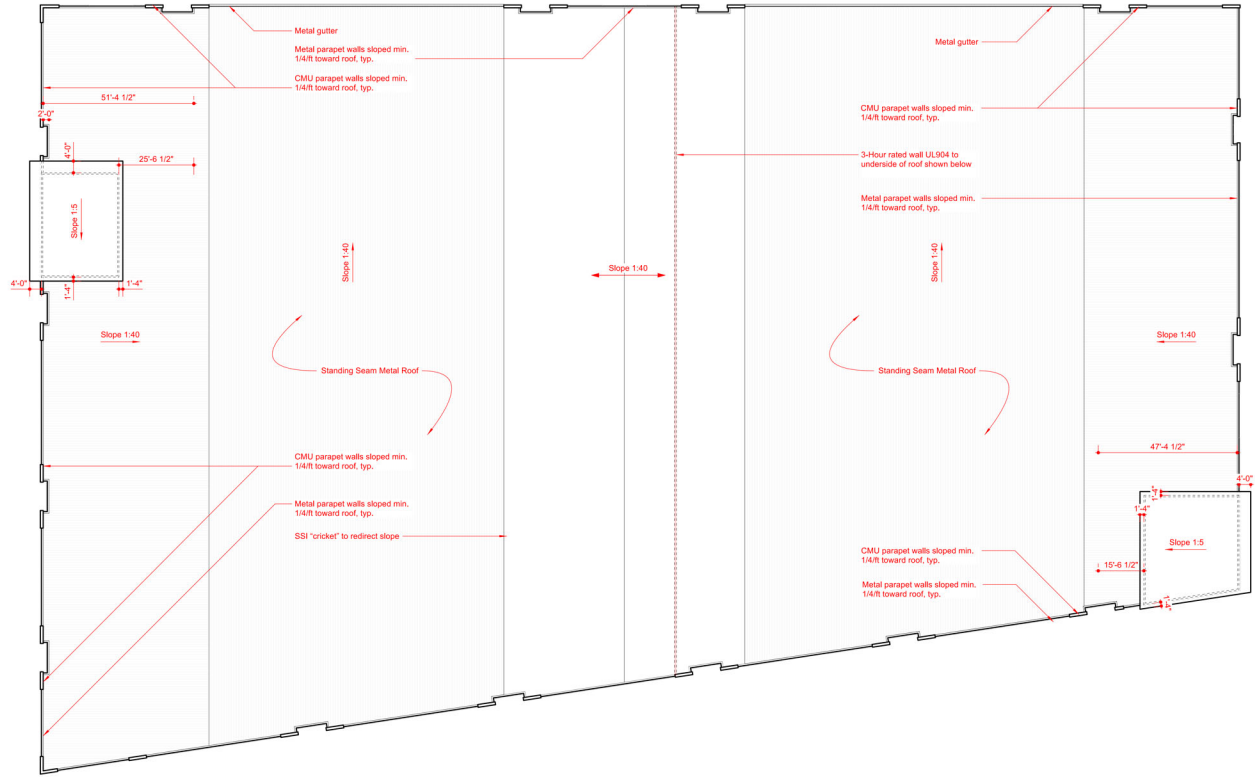 Metal gutter
Metal parapet walls sloped min.
1/4/ft toward roof, typ.
CMU parapet walls sloped min.
1/4/ft toward roof, typ.
51'-4 1/2"
2'-0"
4'-0"
25'-6 1/2"
Slope 1:5
4'-0"
1'-4"
1'-4"
Slope 1:40
Slope 1:40
Slope 1:40
Standing Seam Metal Roof
CMU parapet walls sloped min.
1/4/ft toward roof, typ.
Metal parapet walls sloped min.
1/4/ft toward roof, typ.
SSI "cricket" to redirect slope
Metal gutter
CMU parapet walls sloped min.
1/4/ft toward roof, typ.
3-Hour rated wall UL904 to
underside of roof shown below
Metal parapet walls sloped min.
1/4/ft toward roof, typ.
Slope 1:40
Slope 1:40
Standing Seam Metal Roof
47'-4 1/2"
4'-0"
1'-4"
1'-4"
Slope 1:5
15'-6 1/2"
1'-4"
CMU parapet walls sloped min.
1/4/ft toward roof, typ.
Metal parapet walls sloped min.
1/4/ft toward roof, typ.